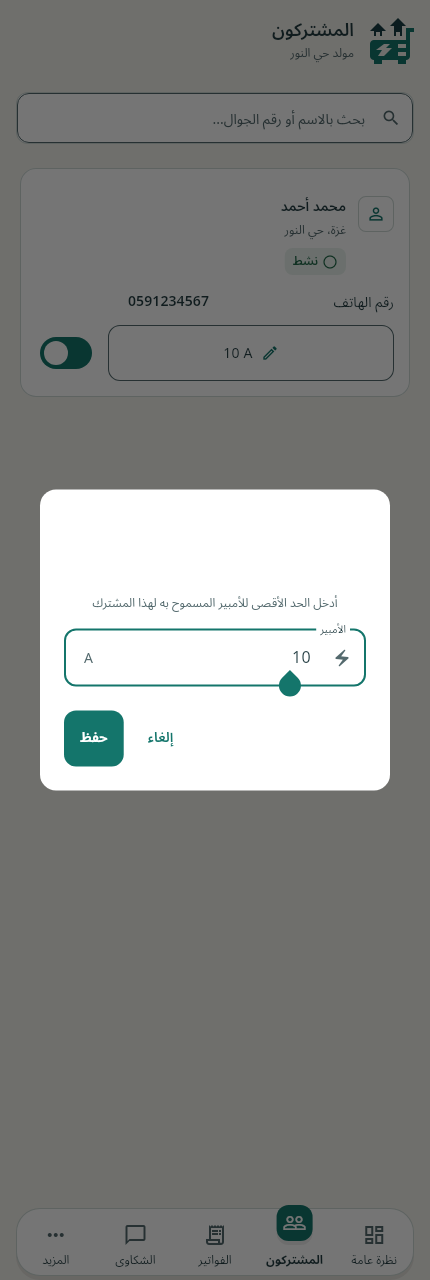 المشتركون
مولد حي النور
بحث بالاسم أو رقم الجوال...
محمد أحمد
غزة، حي النور
نشط
رقم الهاتف 0591234567
10 A
أدخل الحد الأقصى للأمبير المسموح به لهذا المشترك
الأمبير
10 A
إلغاء حفظ
نظرة عامة المشتركون الفواتير الشكاوى المزيد